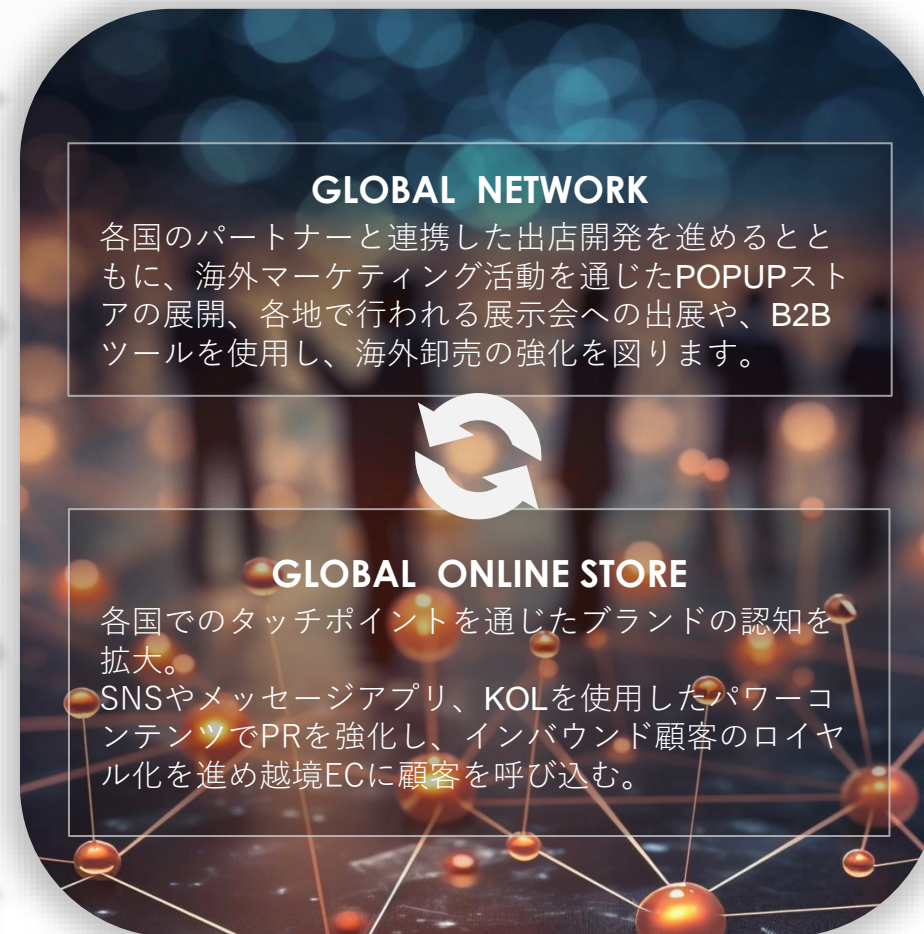 GLOBAL NETWORK
各国のパートナーと連携した出店開発を進めるとと
もに、海外マーケティング活動を通じたPOPUPスト
アの展開、各地で行われる展示会への出展や、B2B
ツールを使用し、海外卸売の強化を図ります。
GLOBAL ONLINE STORE
各国でのタッチポイントを通じたブランドの認知を
拡大。
SNSやメッセージアプリ、KOLを使用したパワーコ
ンテンツでPRを強化し、インバウンド顧客のロイヤ
ル化を進め越境ECに顧客を呼び込む。